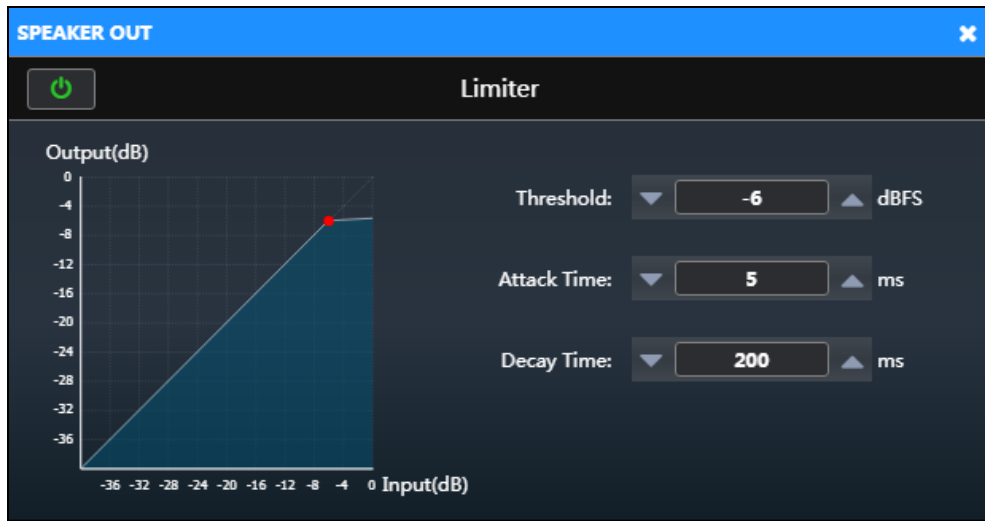 SPEAKER OUT
Limiter
Output(dB)
0
-4
-8
-12
-16
-20
-24
-28
-32
-36
-36 -32 -28 -24 -20 -16 -12 -8 -4 0 Input(dB)
Threshold: -6 dBFS
Attack Time: 5 ms
Decay Time: 200 ms